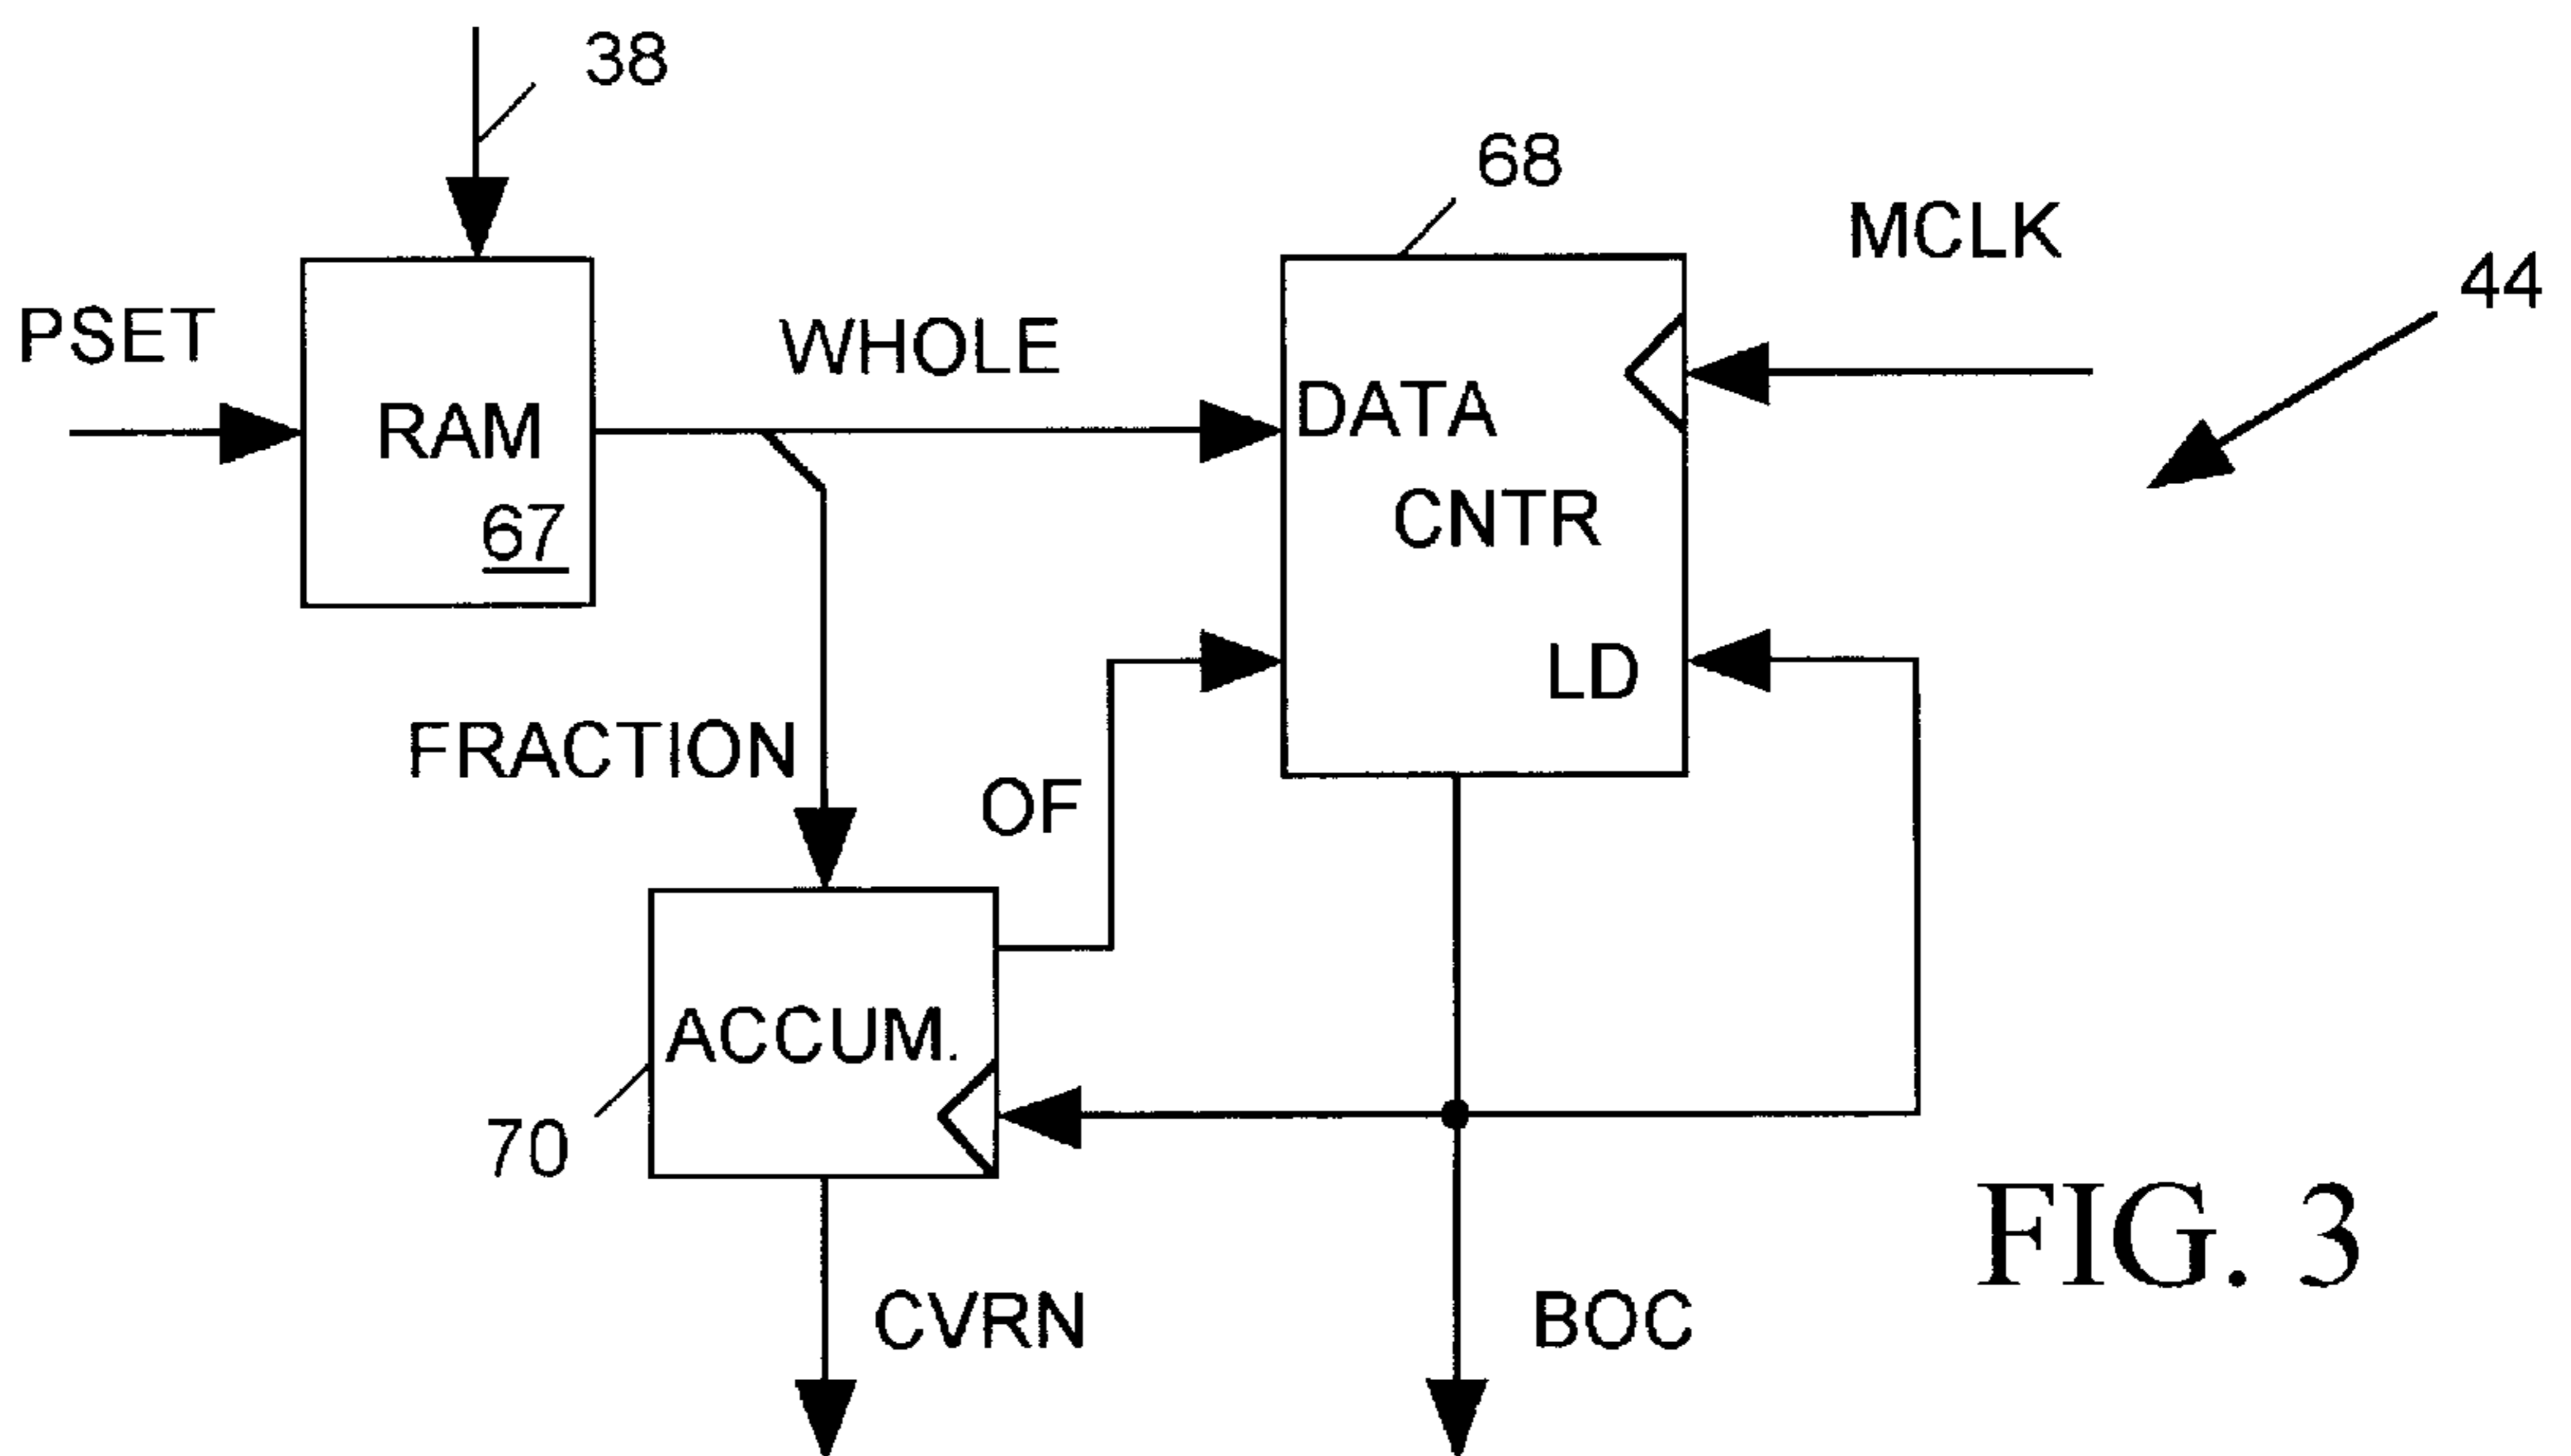 38
68
MCLK
44
PSET
WHOLE
RAM
DATA
67
CNTR
LD
FRACTION
OF
ACCUM.
70
CVRN
BOC
FIG. 3